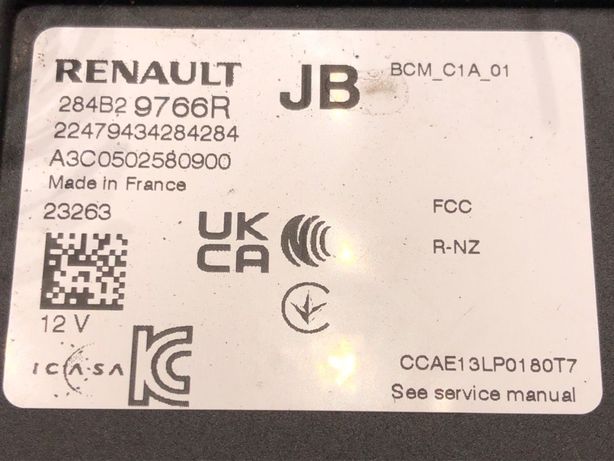 RENAULT
JB
BCM_C1A_01
284B2 9766R
22479434284284
A3C0502580900
Made in France
23263
UK
CA
FCC
R-NZ
12 V
ICASA
KC
CCAE13LP0180T7
See service manual